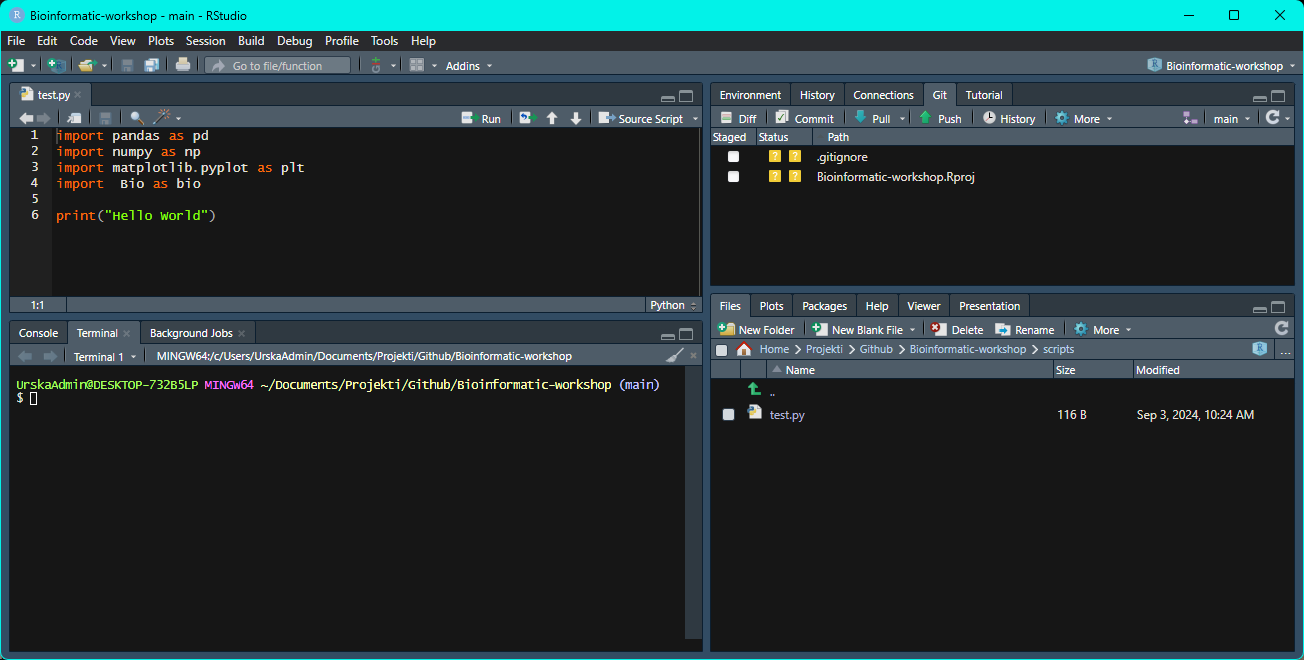 Bioinformatic-workshop - main - RStudio
File Edit Code View Plots Session Build Debug Profile Tools Help
Go to file/function Addins Bioinformatic-workshop
test.py
Run Source Script
1 import pandas as pd
2 import numpy as np
3 import matplotlib.pyplot as plt
4 import  Bio as bio
5
6 print("Hello World")
1:1 Python
Console Terminal Background Jobs
Terminal 1 MINGW64:/c/Users/UrskaAdmin/Documents/Projekti/Github/Bioinformatic-workshop
UrskaAdmin@DESKTOP-732B5LP MINGW64 ~/Documents/Projekti/Github/Bioinformatic-workshop (main)
$
Environment History Connections Git Tutorial
Diff Commit Pull Push History More main
Staged Status Path
? ? .gitignore
? ? Bioinformatic-workshop.Rproj
Files Plots Packages Help Viewer Presentation
New Folder New Blank File Delete Rename More
Home Projekti Github Bioinformatic-workshop scripts ...
Name Size Modified
..
test.py 116 B Sep 3, 2024, 10:24 AM